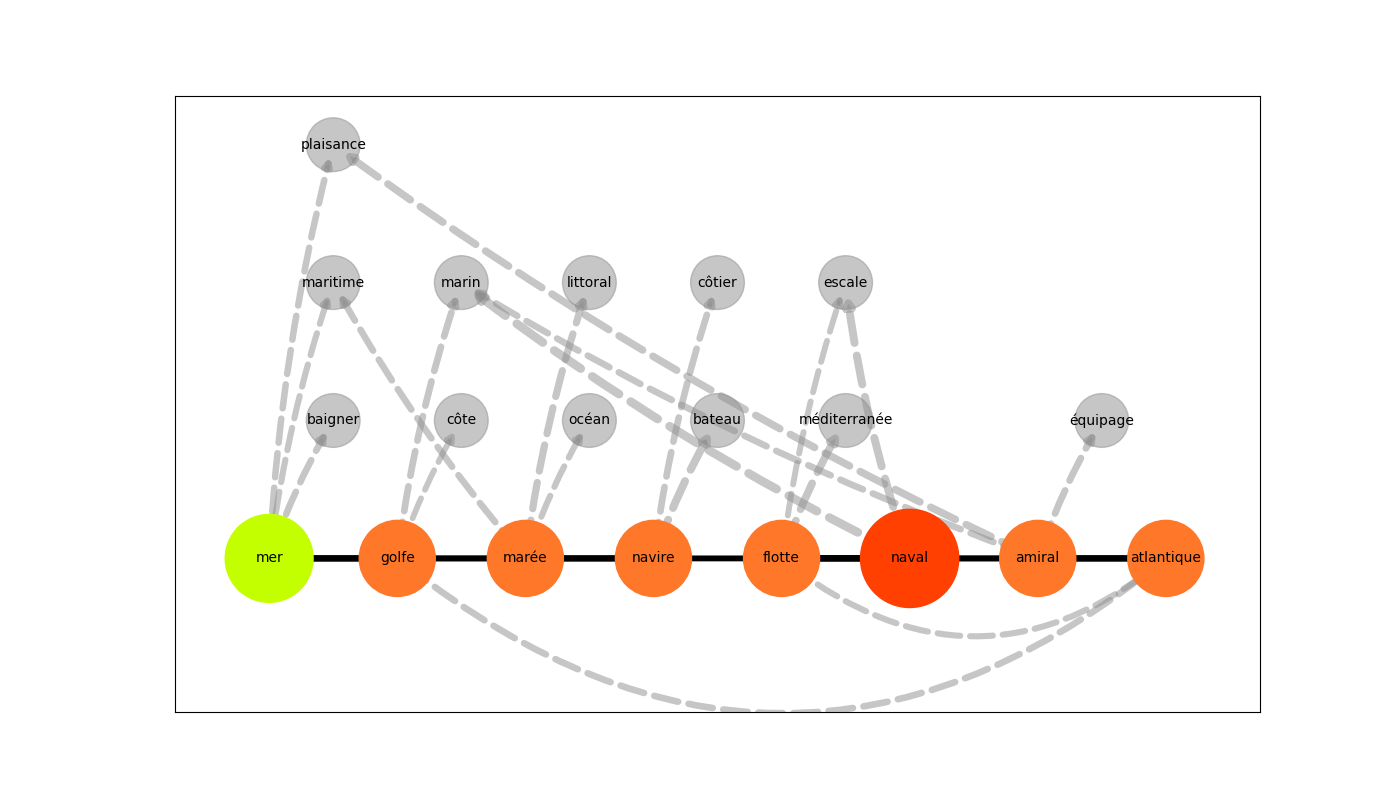 plaisance
maritime
marin
littoral
côtier
escale
baigner
côte
océan
bateau
méditerranée
équipage
mer
golfe
marée
navire
flotte
naval
amiral
atlantique